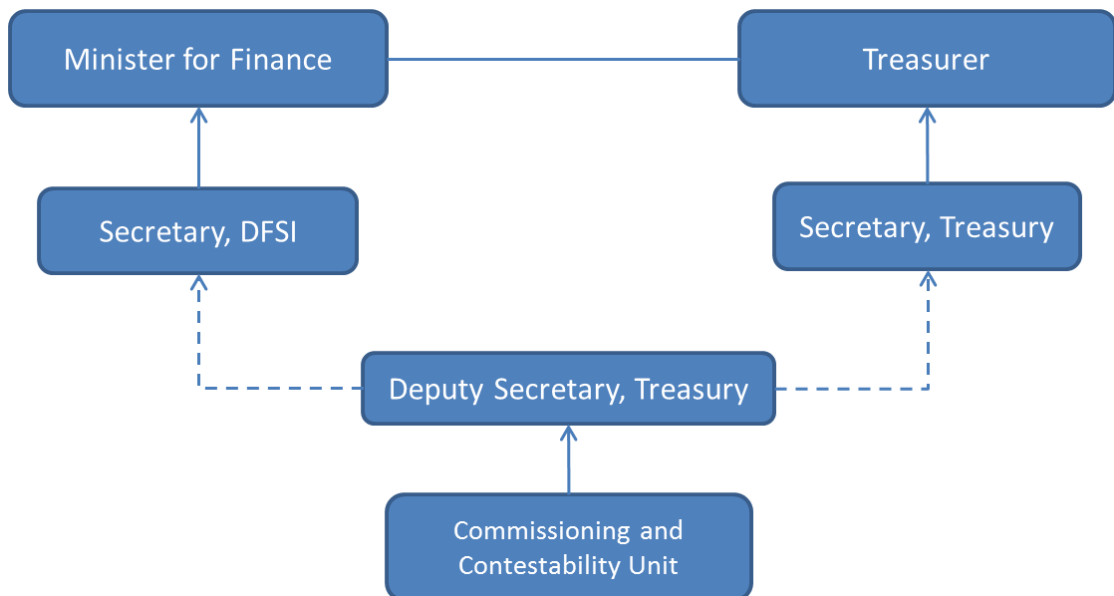 Minister for Finance
Treasurer
Secretary, DFSI
Secretary, Treasury
Deputy Secretary, Treasury
Commissioning and
Contestability Unit